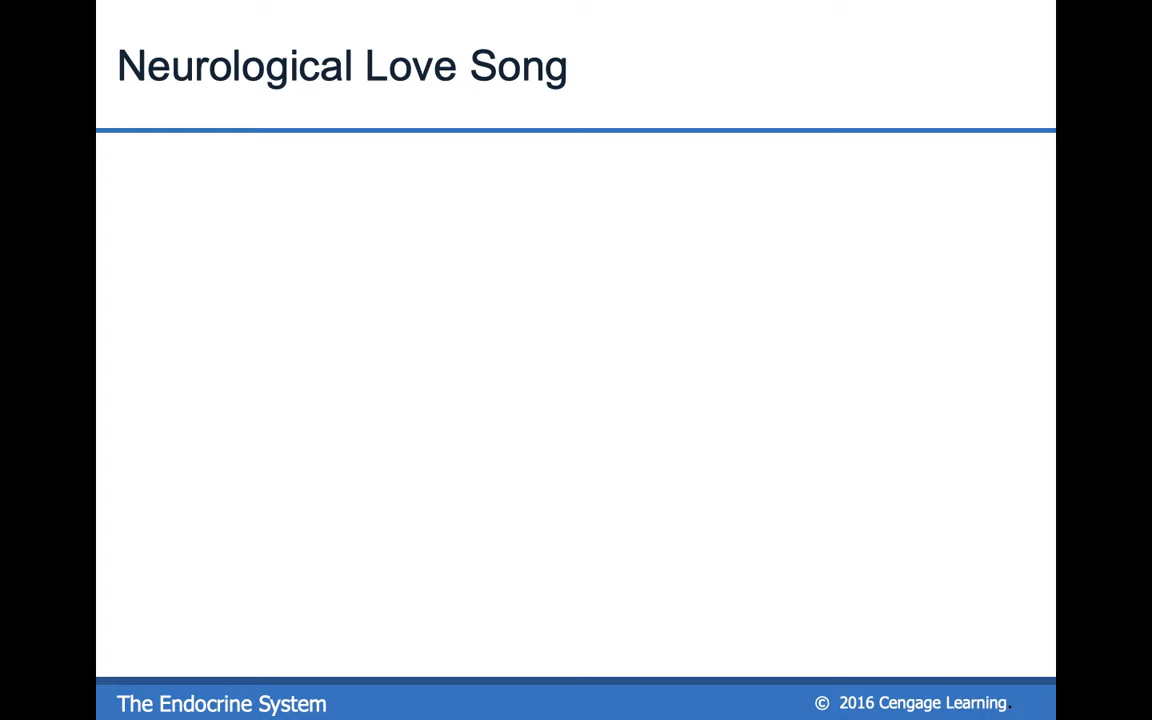 Neurological Love Song
The Endocrine System
© 2016 Cengage Learning.